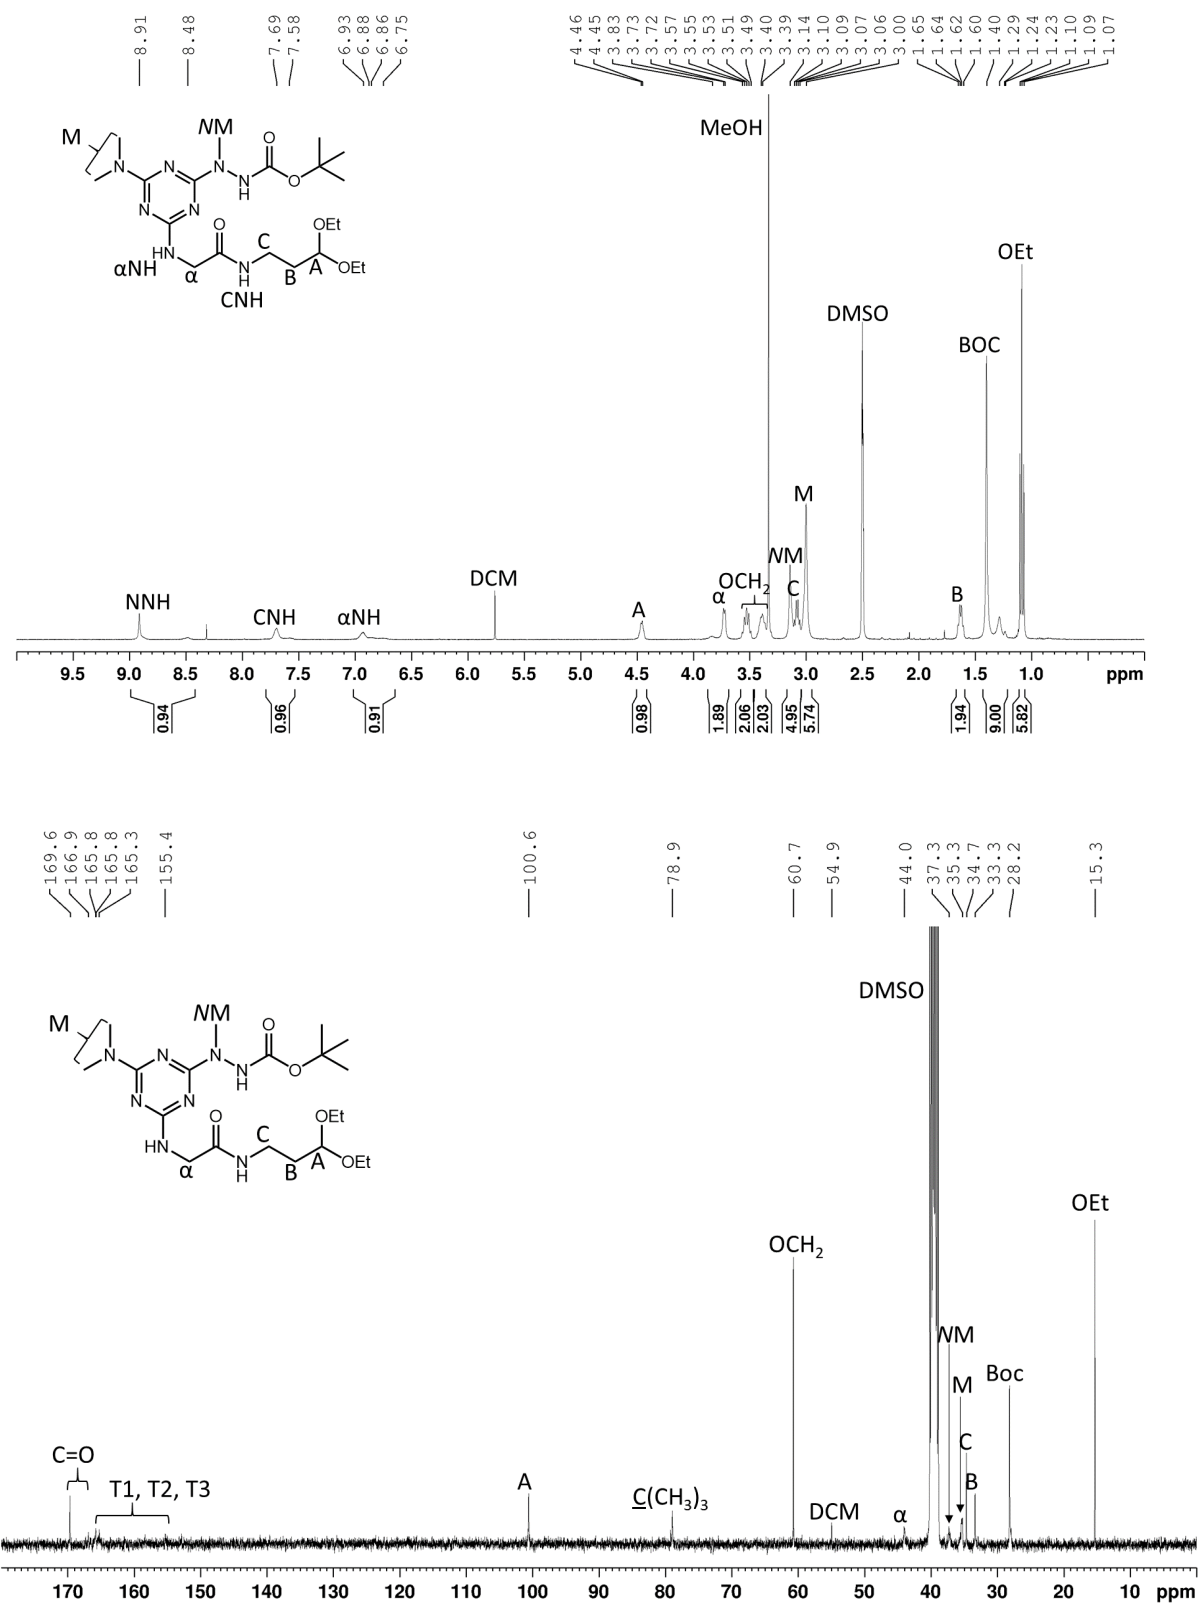 8.91 8.48 7.69 7.58 6.93 6.88 6.86 6.75 4.46 4.45 3.83 3.73 3.72 3.57 3.55 3.53 3.51 3.49 3.40 3.39 3.14 3.10 3.09 3.07 3.06 3.00 1.65 1.64 1.62 1.60 1.40 1.29 1.24 1.23 1.10 1.09 1.07
M NM O
N N N NH O
N N
O OEt
HN C
αNH α NH B A OEt
CNH
MeOH
OEt
DMSO
BOC
M
NM
DCM OCH2 C
NNH CNH αNH A α B
9.5 9.0 8.5 8.0 7.5 7.0 6.5 6.0 5.5 5.0 4.5 4.0 3.5 3.0 2.5 2.0 1.5 1.0 ppm
0.94 0.96 0.91 0.98 1.89 2.06 2.03 4.95 5.74 1.94 9.00 5.82
169.6 166.9 165.8 165.8 165.3 155.4 100.6 78.9 60.7 54.9 44.0 37.3 35.3 34.7 33.3 28.2 15.3
DMSO
M NM O
N N N NH O
N N
O OEt
HN C
α NH B A OEt
OEt
OCH2
NM
Boc
M
C
C=O
T1, T2, T3 A C(CH3)3 B
DCM α
170 160 150 140 130 120 110 100 90 80 70 60 50 40 30 20 10 ppm